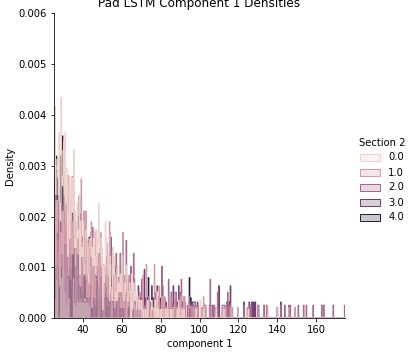 Pad LSTM Component 1 Densities
0.006
0.005
0.004
0.003
0.002
0.001
0.000
Density
40 60 80 100 120 140 160
component 1
Section 2
0.0
1.0
2.0
3.0
4.0